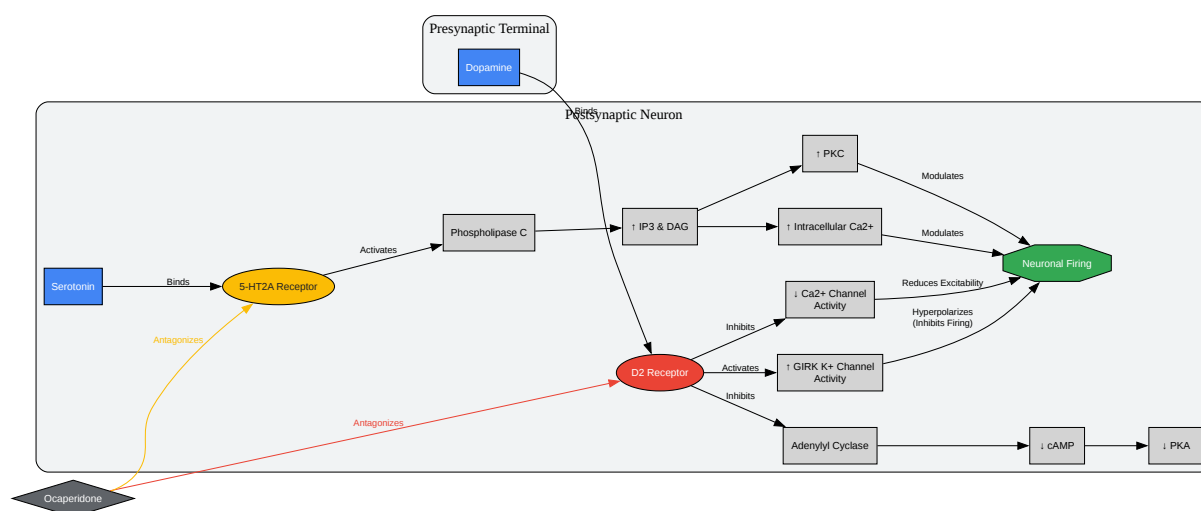 Presynaptic Terminal
Dopamine
Binds
Postsynaptic Neuron
↑ PKC
Modulates
Phospholipase C
↑ IP3 & DAG
↑ Intracellular Ca2+
Modulates
Activates
Neuronal Firing
Serotonin
Binds
5-HT2A Receptor
Reduces Excitability
↓ Ca2+ Channel
Activity
Hyperpolarizes
(Inhibits Firing)
Inhibits
Antagonizes
D2 Receptor
Activates
↑ GIRK K+ Channel
Activity
Inhibits
Antagonizes
Adenylyl Cyclase
↓ cAMP
↓ PKA
Ocaperidone